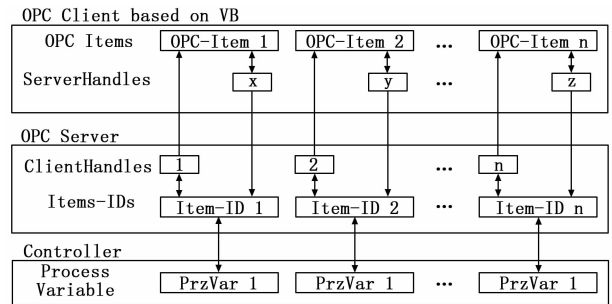 OPC Client based on VB
OPC Items OPC-Item 1 OPC-Item 2 ... OPC-Item n
ServerHandles x y ... z
OPC Server
ClientHandles 1 2 ... n
Items-IDs Item-ID 1 Item-ID 2 ... Item-ID n
Controller
Process
Variable PrzVar 1 PrzVar 1 ... PrzVar 1